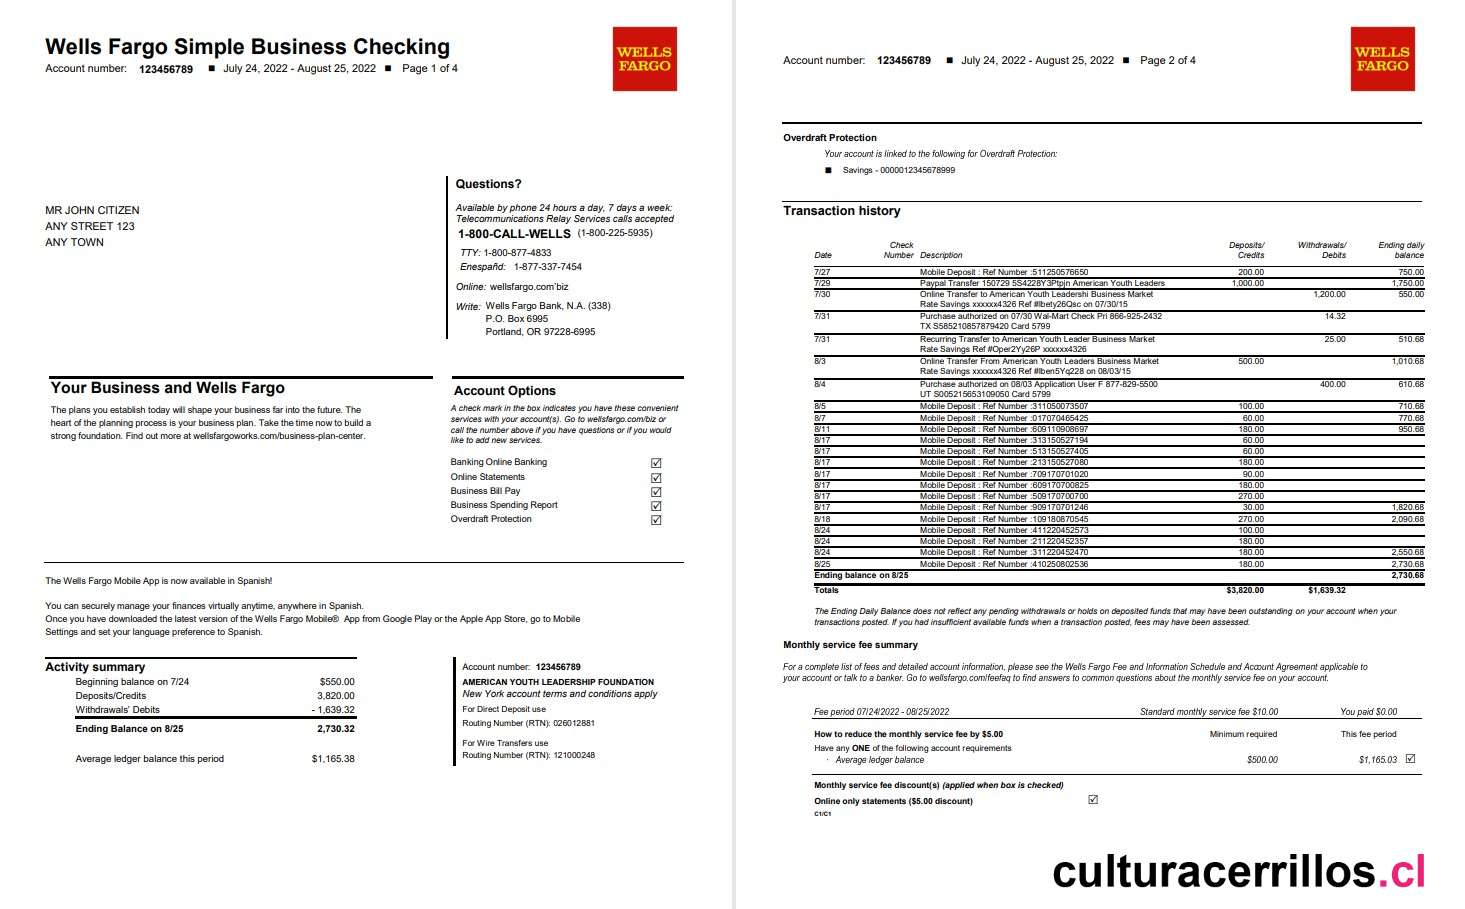 Wells Fargo Simple Business Checking
Account number: 123456789 ■ July 24, 2022 - August 25, 2022 ■ Page 1 of 4
WELLS
FARGO
MR JOHN CITIZEN
ANY STREET 123
ANY TOWN
Questions?
Available by phone 24 hours a day, 7 days a week:
Telecommunications Relay Services calls accepted
1-800-CALL-WELLS (1-800-225-5935)
TTY: 1-800-877-4833
Enespañd: 1-877-337-7454
Online: wellsfargo.com'biz
Write: Wells Fargo Bank, N.A. (338)
P.O. Box 6995
Portland, OR 97228-6995
Your Business and Wells Fargo
The plans you establish today will shape your business far into the future. The
heart of the planning process is your business plan. Take the time now to build a
strong foundation. Find out more at wellsfargoworks.com/business-plan-center.
Account Options
A check mark in the box indicates you have these convenient
services with your account(s). Go to wellsfargo.com/biz or
call the number above if you have questions or if you would
like to add new services.
Banking Online Banking ☑
Online Statements ☑
Business Bill Pay ☑
Business Spending Report ☑
Overdraft Protection ☑
The Wells Fargo Mobile App is now available in Spanish!
You can securely manage your finances virtually anytime, anywhere in Spanish.
Once you have downloaded the latest version of the Wells Fargo Mobile® App from Google Play or the Apple App Store, go to Mobile
Settings and set your language preference to Spanish.
Activity summary
Beginning balance on 7/24 $550.00
Deposits/Credits 3,820.00
Withdrawals' Debits - 1,639.32
Ending Balance on 8/25 2,730.32
Average ledger balance this period $1,165.38
Account number: 123456789
AMERICAN YOUTH LEADERSHIP FOUNDATION
New York account terms and conditions apply
For Direct Deposit use
Routing Number (RTN): 026012881
For Wire Transfers use
Routing Number (RTN): 121000248
Account number: 123456789 ■ July 24, 2022 - August 25, 2022 ■ Page 2 of 4
WELLS
FARGO
Overdraft Protection
Your account is linked to the following for Overdraft Protection:
■ Savings - 0000012345678999
Transaction history
Check Deposits/ Withdrawals/ Ending daily
Date Number Description Credits Debits balance
7/27 Mobile Deposit : Ref Number :511250576650 200.00 750.00
7/29 Paypal Transfer 150729 5S4228Y3Ptpjn American Youth Leaders 1,000.00 1,750.00
7/30 Online Transfer to American Youth Leadershi Business Market 1,200.00 550.00
Rate Savings xxxxxx4326 Ref #Ibety26Qsc on 07/30/15
7/31 Purchase authorized on 07/30 Wal-Mart Check Pri 866-925-2432 14.32
TX S585210857879420 Card 5799
7/31 Recurring Transfer to American Youth Leader Business Market 25.00 510.68
Rate Savings Ref #Oper2Yy26P xxxxxx4326
8/3 Online Transfer From American Youth Leaders Business Market 500.00 1,010.68
Rate Savings xxxxxx4326 Ref #Iben5Yq228 on 08/03/15
8/4 Purchase authorized on 08/03 Application User F 877-829-5500 400.00 610.68
UT S005215653109050 Card 5799
8/5 Mobile Deposit : Ref Number :311050073507 100.00 710.68
8/7 Mobile Deposit : Ref Number :017070465425 60.00 770.68
8/11 Mobile Deposit : Ref Number :609110908697 180.00 950.68
8/17 Mobile Deposit : Ref Number :313150527194 60.00
8/17 Mobile Deposit : Ref Number :513150527405 60.00
8/17 Mobile Deposit : Ref Number :213150527080 180.00
8/17 Mobile Deposit : Ref Number :709170701020 90.00
8/17 Mobile Deposit : Ref Number :609170700825 180.00
8/17 Mobile Deposit : Ref Number :509170700700 270.00
8/17 Mobile Deposit : Ref Number :909170701246 30.00 1,820.68
8/18 Mobile Deposit : Ref Number :109180870545 270.00 2,090.68
8/24 Mobile Deposit : Ref Number :411220452573 100.00
8/24 Mobile Deposit : Ref Number :211220452357 180.00
8/24 Mobile Deposit : Ref Number :311220452470 180.00 2,550.68
8/25 Mobile Deposit : Ref Number :410250802536 180.00 2,730.68
Ending balance on 8/25 2,730.68
Totals $3,820.00 $1,639.32
The Ending Daily Balance does not reflect any pending withdrawals or holds on deposited funds that may have been outstanding on your account when your
transactions posted. If you had insufficient available funds when a transaction posted, fees may have been assessed.
Monthly service fee summary
For a complete list of fees and detailed account information, please see the Wells Fargo Fee and Information Schedule and Account Agreement applicable to
your account or talk to a banker. Go to wellsfargo.com/feefaq to find answers to common questions about the monthly service fee on your account.
Fee period 07/24/2022 - 08/25/2022 Standard monthly service fee $10.00 You paid $0.00
How to reduce the monthly service fee by $5.00 Minimum required This fee period
Have any ONE of the following account requirements
· Average ledger balance $500.00 $1,165.03 ☑
Monthly service fee discount(s) (applied when box is checked)
Online only statements ($5.00 discount) ☑
C1/C1
culturacerrillos.cl